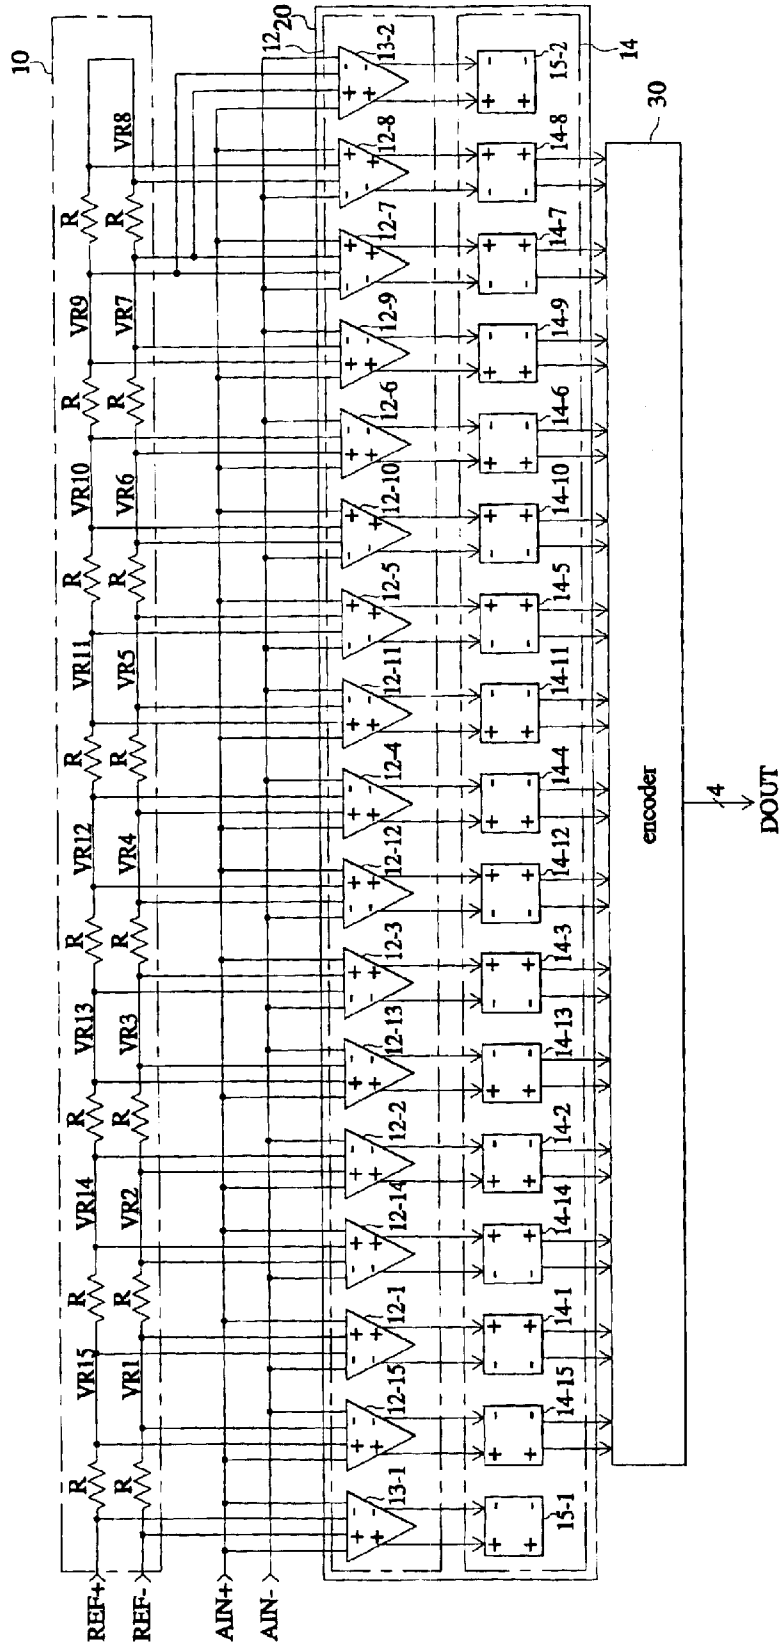 10
R R R R R R R R
VR15 VR14 VR13 VR12 VR11 VR10 VR9
VR8
R R R R R R R R
VR1 VR2 VR3 VR4 VR5 VR6 VR7
REF+
REF-
AIN+
AIN-
12
20
13-1 12-15 12-1 12-14 12-2 12-13 12-3 12-12 12-4 12-11 12-5 12-10 12-6 12-9 12-7 12-8 13-2
14
15-1 14-15 14-1 14-14 14-2 14-13 14-3 14-12 14-4 14-11 14-5 14-10 14-6 14-9 14-7 14-8 15-2
30
encoder
4
DOUT